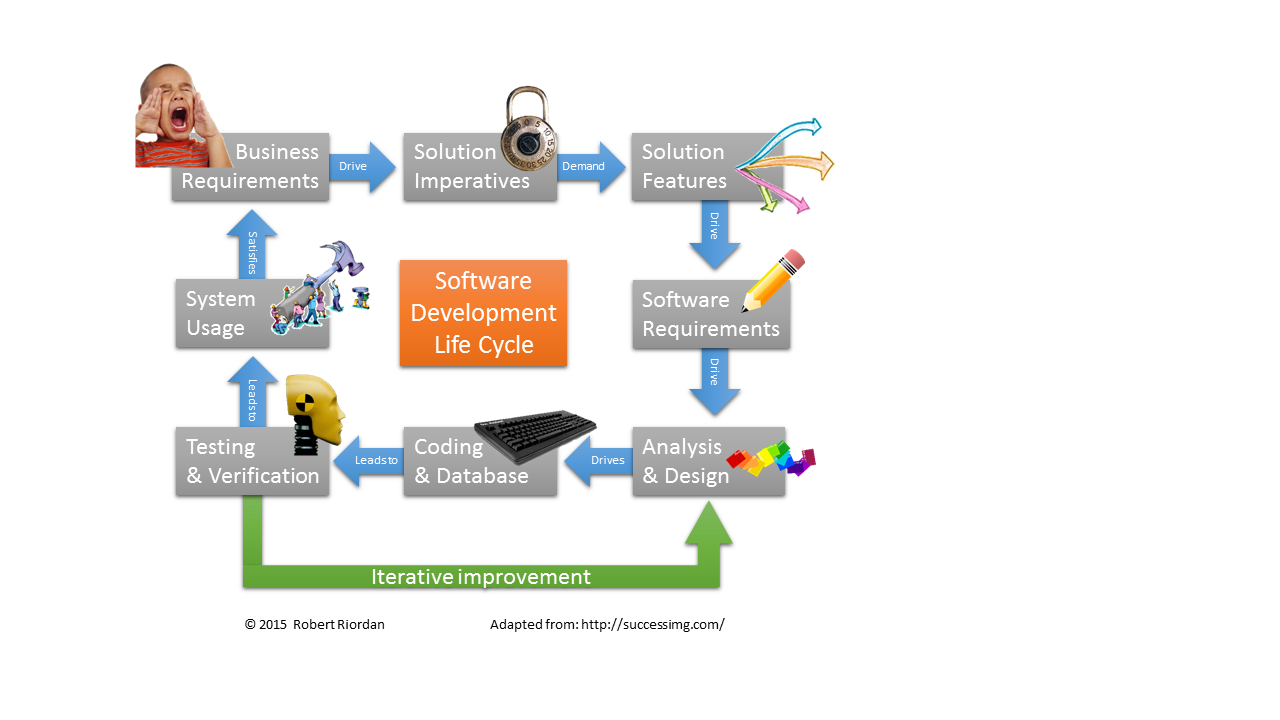 Business
Requirements
Drive
Solution
Imperatives
Demand
Solution
Features
Drive
Software
Requirements
Drive
Analysis
& Design
Drives
Coding
& Database
Leads to
Testing
& Verification
Leads to
System
Usage
Satisfies
Software
Development
Life Cycle
Iterative improvement
© 2015 Robert Riordan
Adapted from: http://successimg.com/